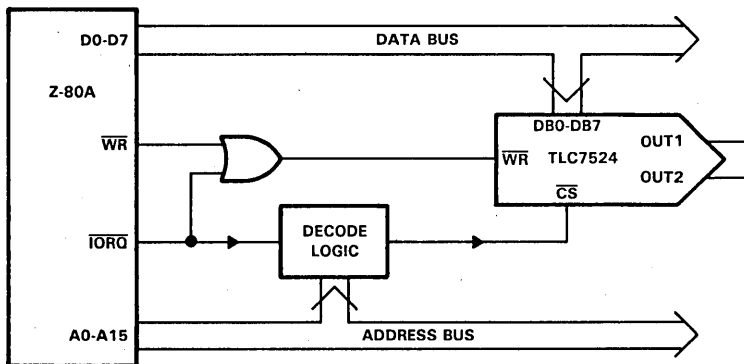 D0-D7
DATA BUS
Z-80A
DB0-DB7
WR
OUT1
WR
TLC7524
OUT2
CS
IORQ
DECODE
LOGIC
A0-A15
ADDRESS BUS